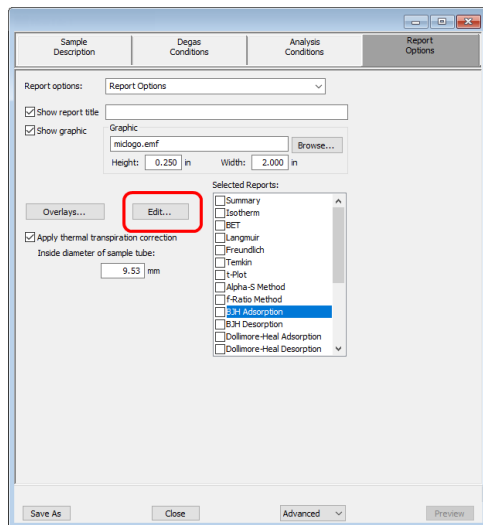 Sample Description
Degas Conditions
Analysis Conditions
Report Options
Report options: Report Options
Show report title
Show graphic
Graphic
miclogo.emf Browse...
Height: 0.250 in Width: 2.000 in
Selected Reports:
Overlays... Edit...
Apply thermal transpiration correction
Inside diameter of sample tube:
9.53 mm
Summary
Isotherm
BET
Langmuir
Freundlich
Temkin
t-Plot
Alpha-S Method
f-Ratio Method
BJH Adsorption
BJH Desorption
Dollimore-Heal Adsorption
Dollimore-Heal Desorption
Save As Close Advanced Preview